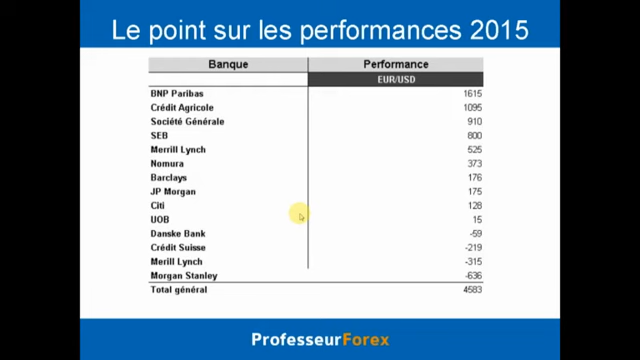 Le point sur les performances 2015
Banque Performance
EUR/USD
BNP Paribas 1615
Crédit Agricole 1095
Société Générale 910
SEB 800
Merrill Lynch 525
Nomura 373
Barclays 176
JP Morgan 175
Citi 128
UOB 15
Danske Bank -59
Crédit Suisse -219
Merill Lynch -315
Morgan Stanley -636
Total général 4583
ProfesseurForex